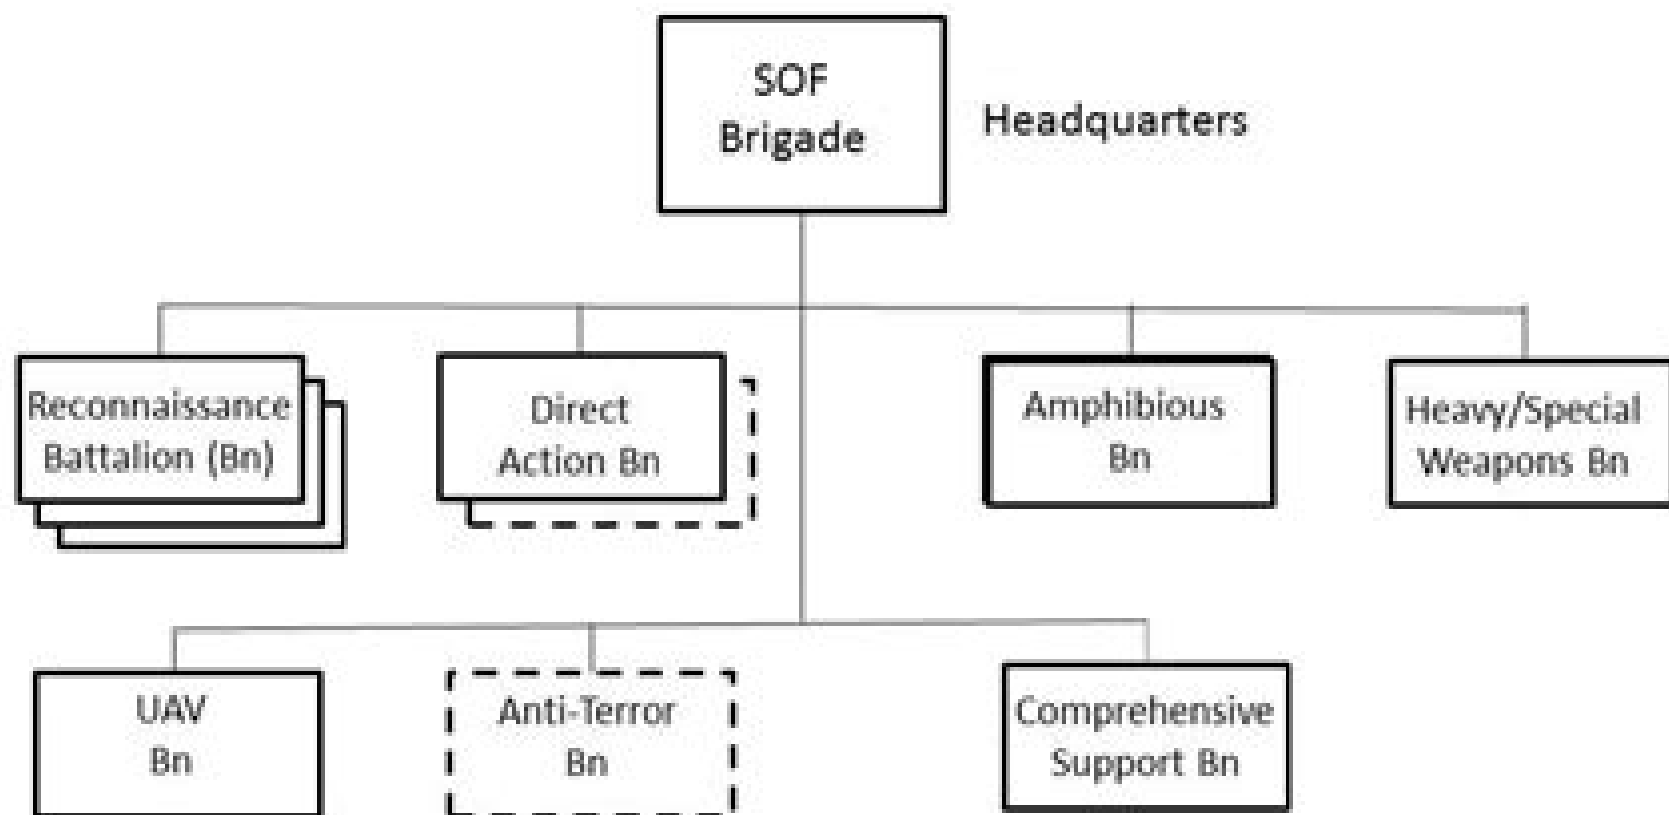 SOF
Brigade
Headquarters
Reconnaissance
Battalion (Bn)
Direct
Action Bn
Amphibious
Bn
Heavy/Special
Weapons Bn
UAV
Bn
Anti-Terror
Bn
Comprehensive
Support Bn